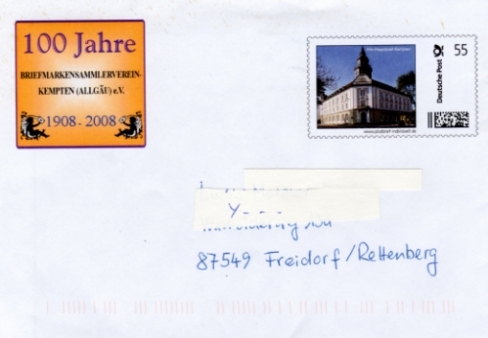 100 Jahre
BRIEFMARKENSAMMLERVEREIN-
KEMPTEN (ALLGÄU) e.V.
1908 - 2008
Deutsche Post
55
87549 Freidorf/Rettenberg